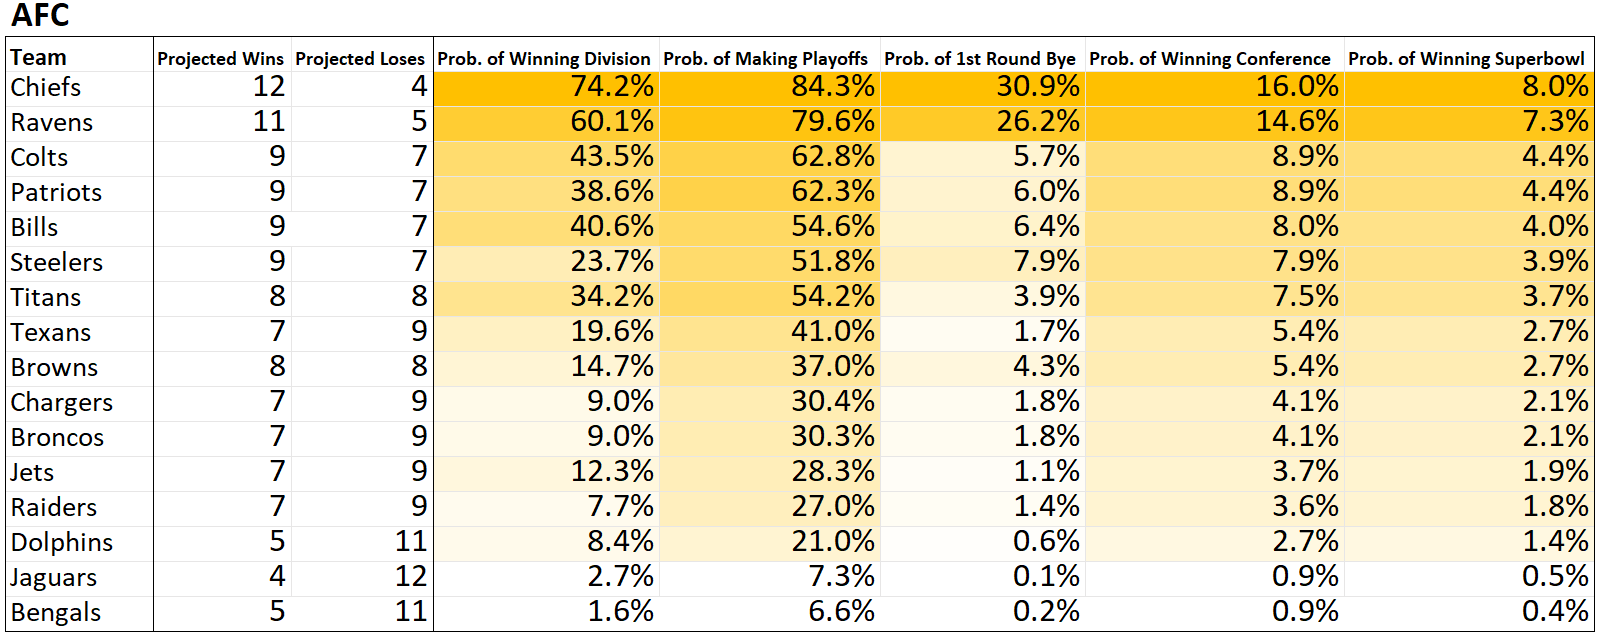 AFC
Team Projected Wins Projected Loses Prob. of Winning Division Prob. of Making Playoffs Prob. of 1st Round Bye Prob. of Winning Conference Prob. of Winning Superbowl
Chiefs 12 4 74.2% 84.3% 30.9% 16.0% 8.0%
Ravens 11 5 60.1% 79.6% 26.2% 14.6% 7.3%
Colts 9 7 43.5% 62.8% 5.7% 8.9% 4.4%
Patriots 9 7 38.6% 62.3% 6.0% 8.9% 4.4%
Bills 9 7 40.6% 54.6% 6.4% 8.0% 4.0%
Steelers 9 7 23.7% 51.8% 7.9% 7.9% 3.9%
Titans 8 8 34.2% 54.2% 3.9% 7.5% 3.7%
Texans 7 9 19.6% 41.0% 1.7% 5.4% 2.7%
Browns 8 8 14.7% 37.0% 4.3% 5.4% 2.7%
Chargers 7 9 9.0% 30.4% 1.8% 4.1% 2.1%
Broncos 7 9 9.0% 30.3% 1.8% 4.1% 2.1%
Jets 7 9 12.3% 28.3% 1.1% 3.7% 1.9%
Raiders 7 9 7.7% 27.0% 1.4% 3.6% 1.8%
Dolphins 5 11 8.4% 21.0% 0.6% 2.7% 1.4%
Jaguars 4 12 2.7% 7.3% 0.1% 0.9% 0.5%
Bengals 5 11 1.6% 6.6% 0.2% 0.9% 0.4%